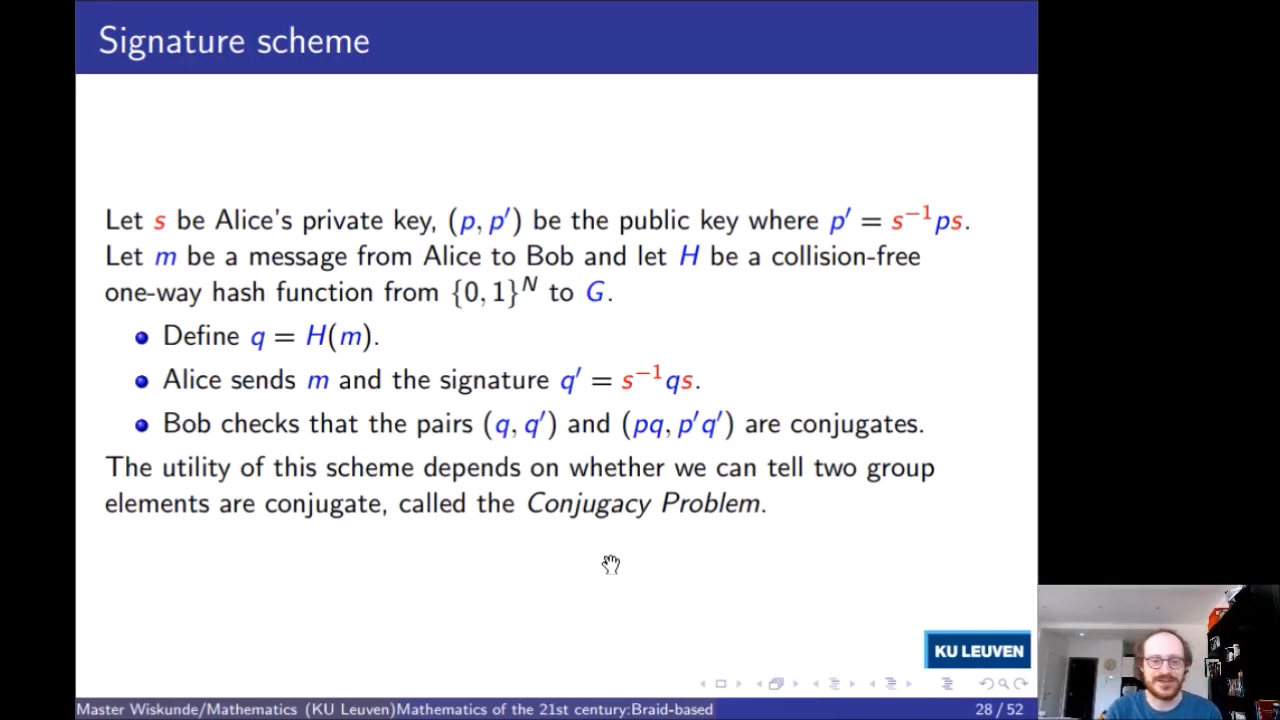 Signature scheme
Let s be Alice's private key, (p, p′) be the public key where p′ = s⁻¹ps.
Let m be a message from Alice to Bob and let H be a collision-free
one-way hash function from {0, 1}ᴺ to G.
Define q = H(m).
Alice sends m and the signature q′ = s⁻¹qs.
Bob checks that the pairs (q, q′) and (pq, p′q′) are conjugates.
The utility of this scheme depends on whether we can tell two group
elements are conjugate, called the Conjugacy Problem.
KU LEUVEN
Master Wiskunde/Mathematics (KU Leuven)Mathematics of the 21st century:Braid-based
28 / 52